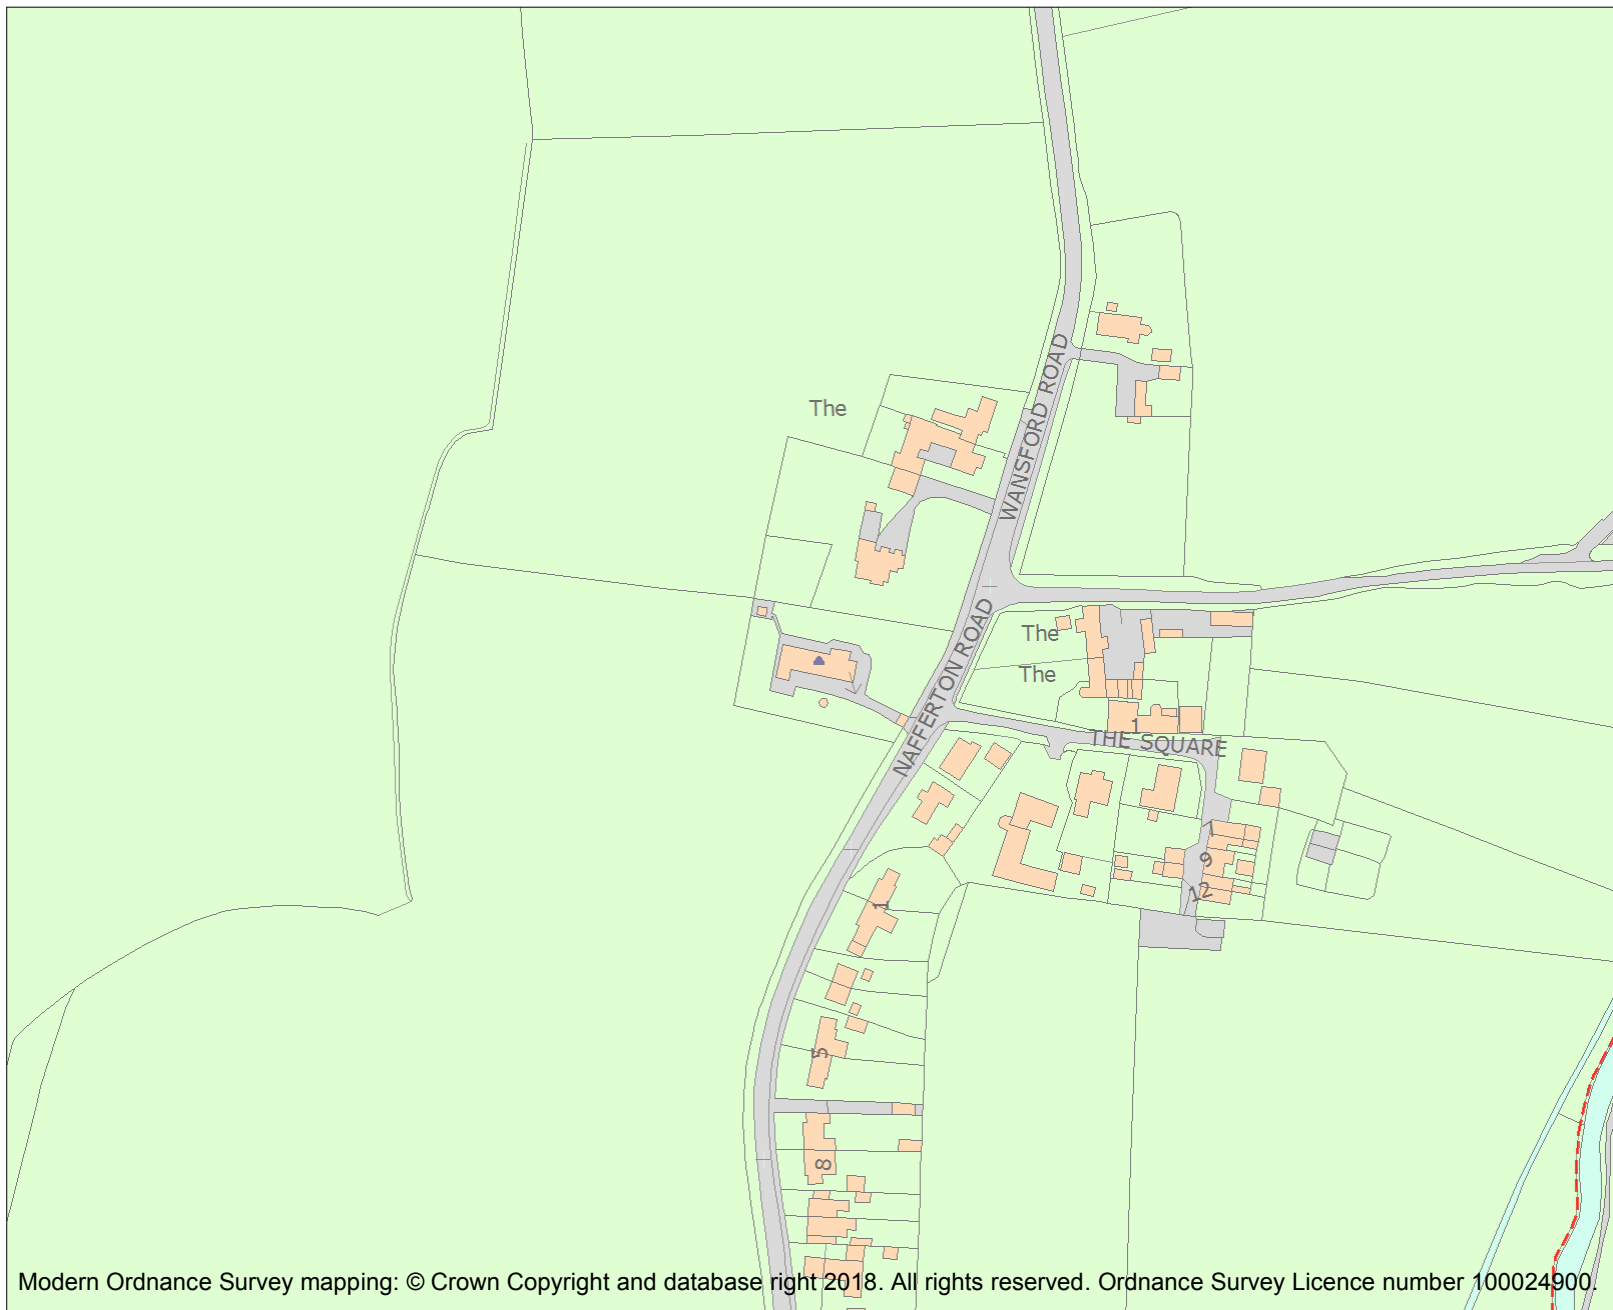 WANSFORD ROAD
The
NAFFERTON ROAD
The
The
1
THE SQUARE
7
9
12
1
5
8
Modern Ordnance Survey mapping: © Crown Copyright and database right 2018. All rights reserved. Ordnance Survey Licence number 100024900.